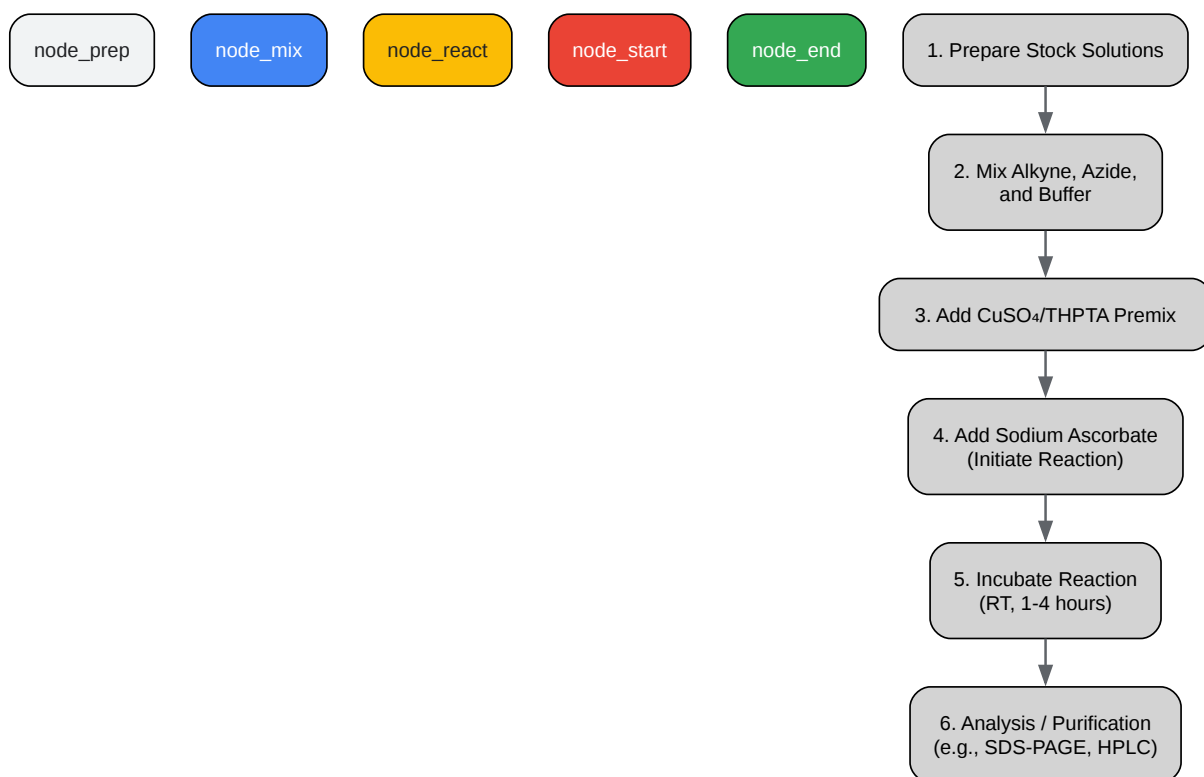 node_prep
node_mix
node_react
node_start
node_end
1. Prepare Stock Solutions
2. Mix Alkyne, Azide,
and Buffer
3. Add CuSO₄/THPTA Premix
4. Add Sodium Ascorbate
(Initiate Reaction)
5. Incubate Reaction
(RT, 1-4 hours)
6. Analysis / Purification
(e.g., SDS-PAGE, HPLC)